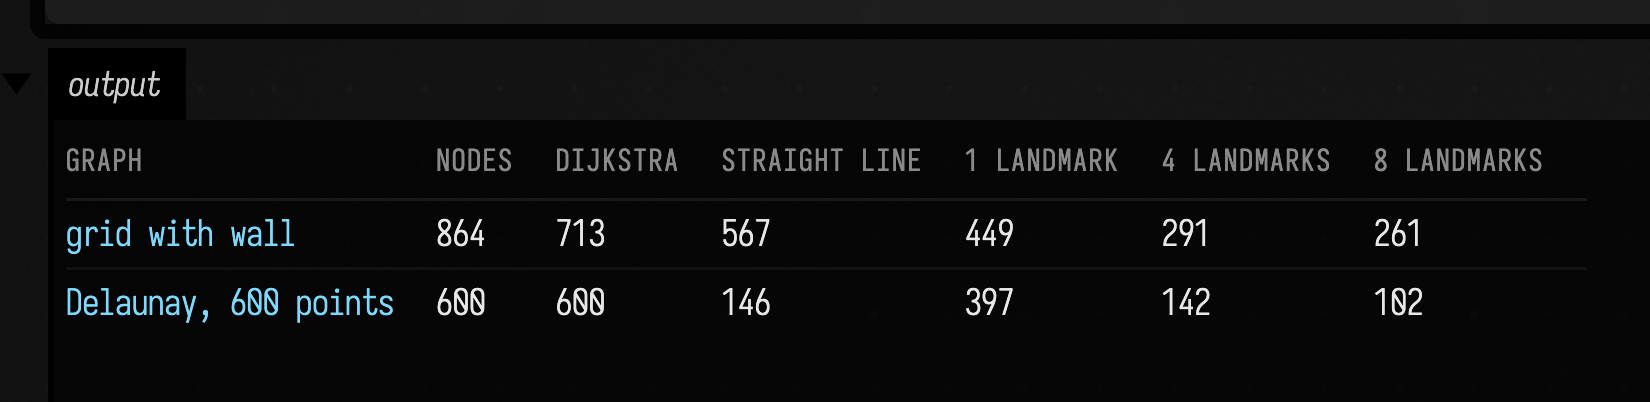 output
GRAPH NODES DIJKSTRA STRAIGHT LINE 1 LANDMARK 4 LANDMARKS 8 LANDMARKS
grid with wall 864 713 567 449 291 261
Delaunay, 600 points 600 600 146 397 142 102